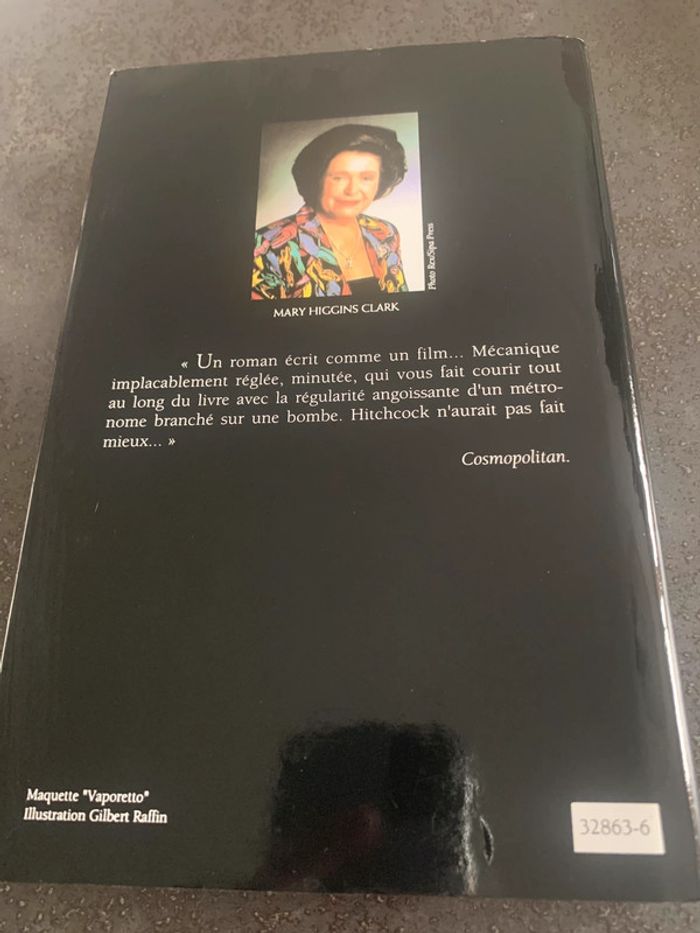 Photo Rex/Sipa Press
MARY HIGGINS CLARK
« Un roman écrit comme un film... Mécanique
implacablement réglée, minutée, qui vous fait courir tout
au long du livre avec la régularité angoissante d'un métro-
nome branché sur une bombe. Hitchcock n'aurait pas fait
mieux... »
Cosmopolitan.
Maquette "Vaporetto"
Illustration Gilbert Raffin
32863-6